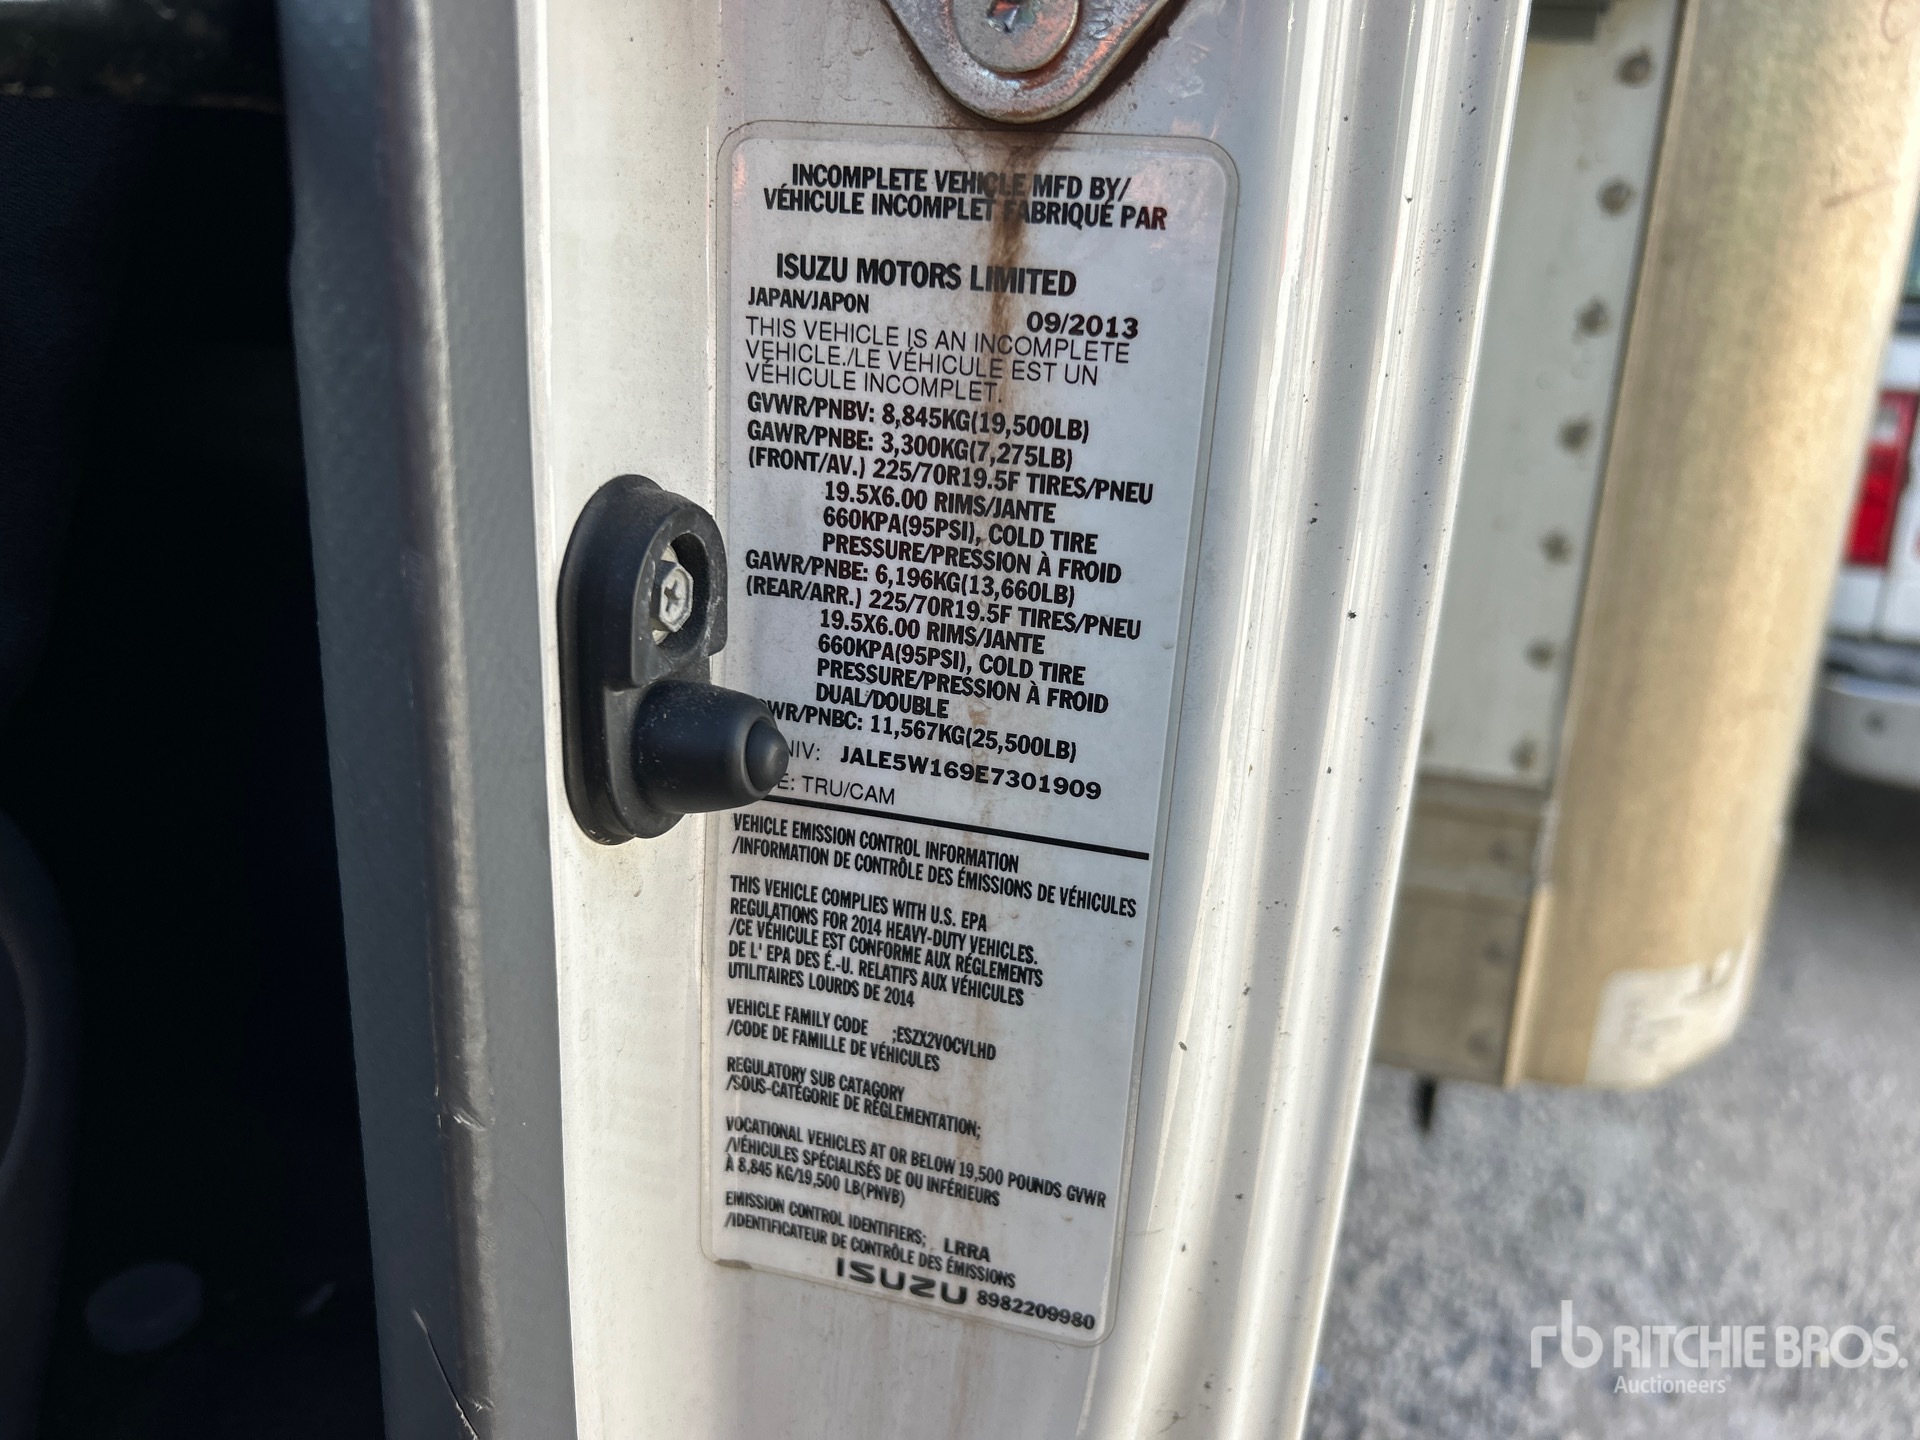 INCOMPLETE VEHICLE MFD BY/
VÉHICULE INCOMPLET FABRIQUÉ PAR
ISUZU MOTORS LIMITED
JAPAN/JAPON
09/2013
THIS VEHICLE IS AN INCOMPLETE
VEHICLE./LE VÉHICULE EST UN
VÉHICULE INCOMPLET.
GVWR/PNBV: 8,845KG(19,500LB)
GAWR/PNBE: 3,300KG(7,275LB)
(FRONT/AV.) 225/70R19.5F TIRES/PNEU
19.5X6.00 RIMS/JANTE
660KPA(95PSI), COLD TIRE
PRESSURE/PRESSION À FROID
GAWR/PNBE: 6,196KG(13,660LB)
(REAR/ARR.) 225/70R19.5F TIRES/PNEU
19.5X6.00 RIMS/JANTE
660KPA(95PSI), COLD TIRE
PRESSURE/PRESSION À FROID
DUAL/DOUBLE
WR/PNBC: 11,567KG(25,500LB)
NIV: JALE5W169E7301909
E: TRU/CAM
VEHICLE EMISSION CONTROL INFORMATION
/INFORMATION DE CONTRÔLE DES ÉMISSIONS DE VÉHICULES
THIS VEHICLE COMPLIES WITH U.S. EPA
REGULATIONS FOR 2014 HEAVY-DUTY VEHICLES.
/CE VÉHICULE EST CONFORME AUX RÉGLEMENTS
DE L' EPA DES É.-U. RELATIFS AUX VÉHICULES
UTILITAIRES LOURDS DE 2014
VEHICLE FAMILY CODE ;ESZX2VOCVLHD
/CODE DE FAMILLE DE VÉHICULES
REGULATORY SUB CATAGORY
/SOUS-CATÉGORIE DE RÉGLEMENTATION;
VOCATIONAL VEHICLES AT OR BELOW 19,500 POUNDS GVWR
/VÉHICULES SPÉCIALISÉS DE OU INFÉRIEURS
À 8,845 KG/19,500 LB(PNVB)
EMISSION CONTROL IDENTIFIERS; LRRA
/IDENTIFICATEUR DE CONTRÔLE DES ÉMISSIONS
ISUZU 8982209980
rb RITCHIE BROS.
Auctioneers